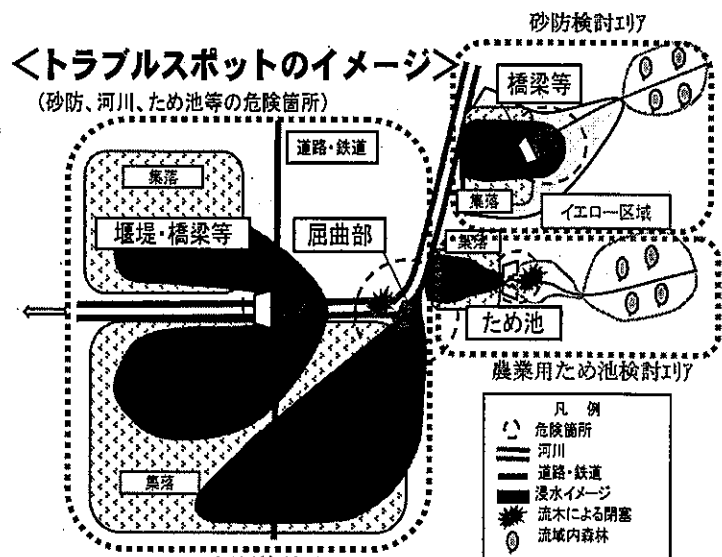 砂防検討エリア
<トラブルスポットのイメージ>
(砂防、河川、ため池等の危険箇所)
橋梁等
道路・鉄道
集落
集落
イエロー区域
堰堤・橋梁等
屈曲部
集落
ため池
農業用ため池検討エリア
集落
凡 例
危険箇所
河川
道路・鉄道
浸水イメージ
流木による閉塞
流域内森林